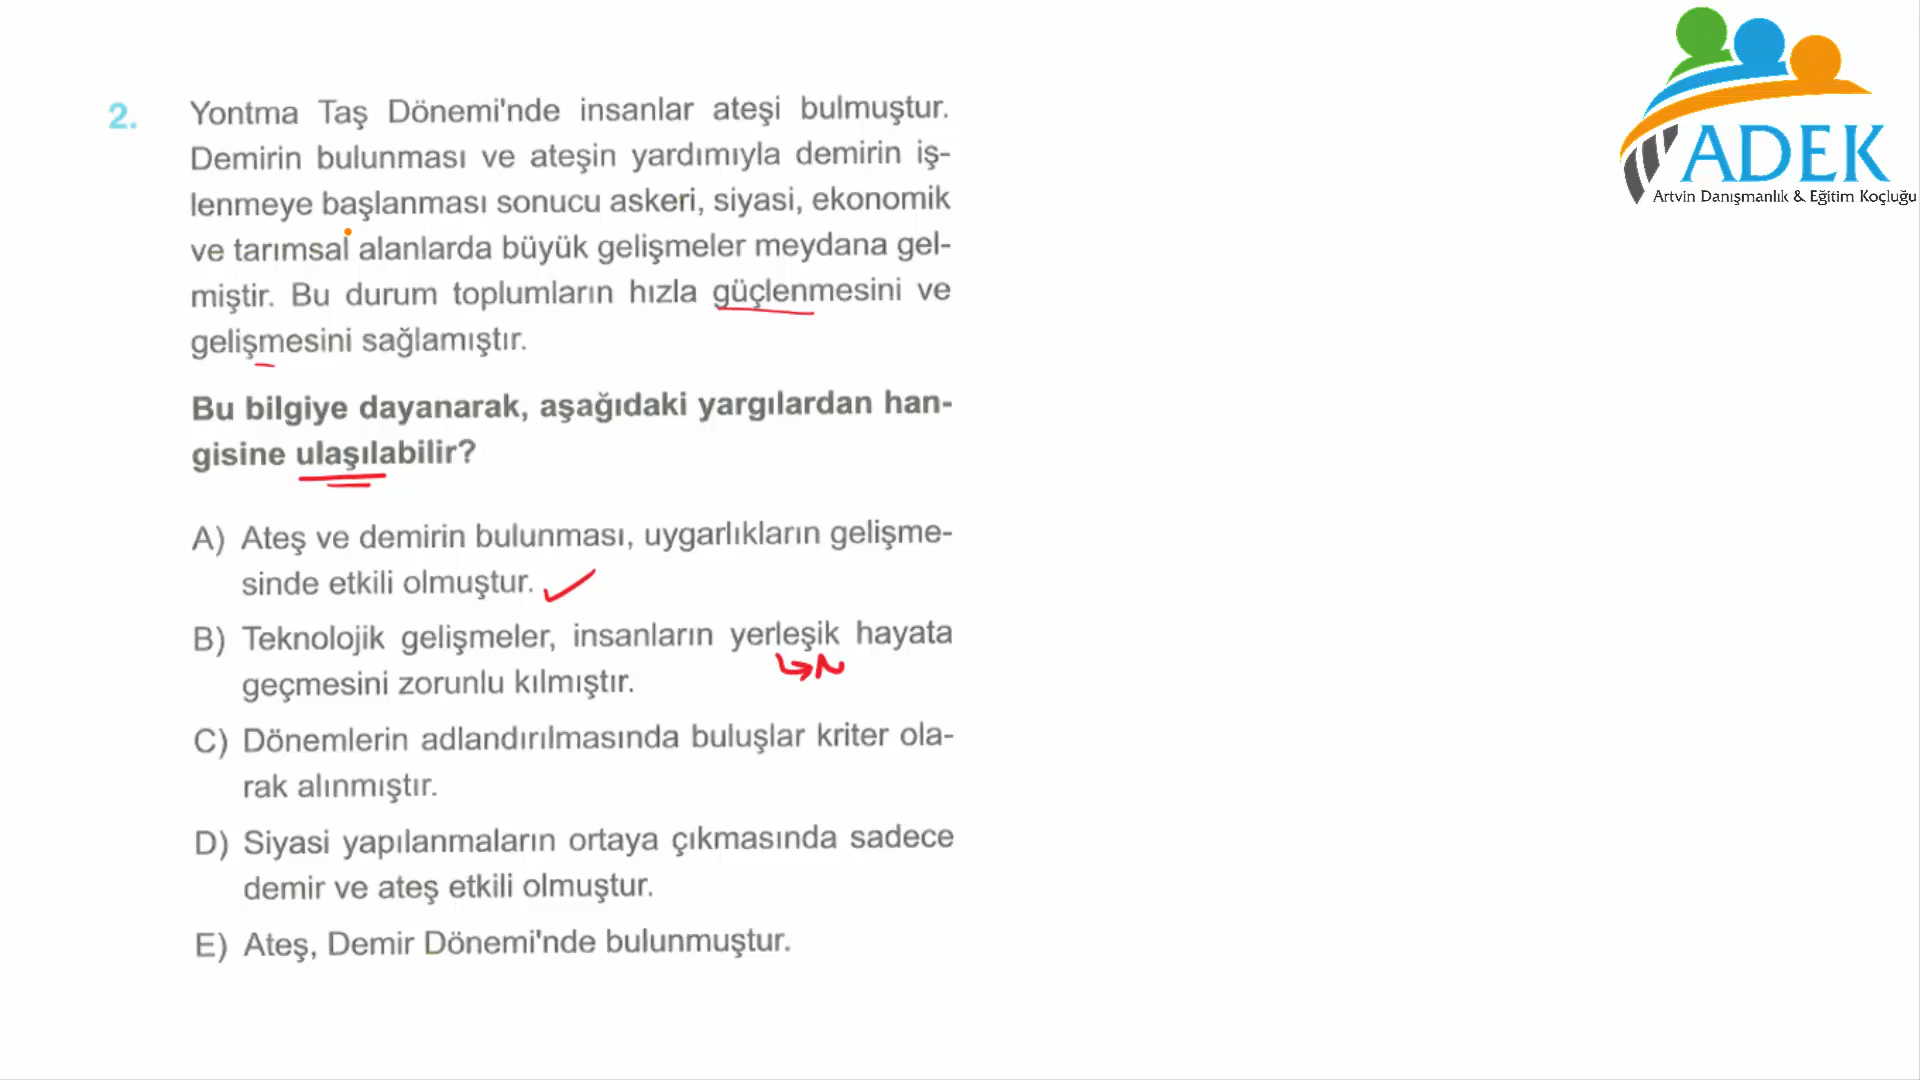 ADEK
Artvin Danışmanlık & Eğitim Koçluğu
2. Yontma Taş Dönemi'nde insanlar ateşi bulmuştur.
Demirin bulunması ve ateşin yardımıyla demirin iş-
lenmeye başlanması sonucu askeri, siyasi, ekonomik
ve tarımsal alanlarda büyük gelişmeler meydana gel-
miştir. Bu durum toplumların hızla güçlenmesini ve
gelişmesini sağlamıştır.
Bu bilgiye dayanarak, aşağıdaki yargılardan han-
gisine ulaşılabilir?
A) Ateş ve demirin bulunması, uygarlıkların gelişme-
sinde etkili olmuştur.
B) Teknolojik gelişmeler, insanların yerleşik hayata
geçmesini zorunlu kılmıştır.
C) Dönemlerin adlandırılmasında buluşlar kriter ola-
rak alınmıştır.
D) Siyasi yapılanmaların ortaya çıkmasında sadece
demir ve ateş etkili olmuştur.
E) Ateş, Demir Dönemi'nde bulunmuştur.